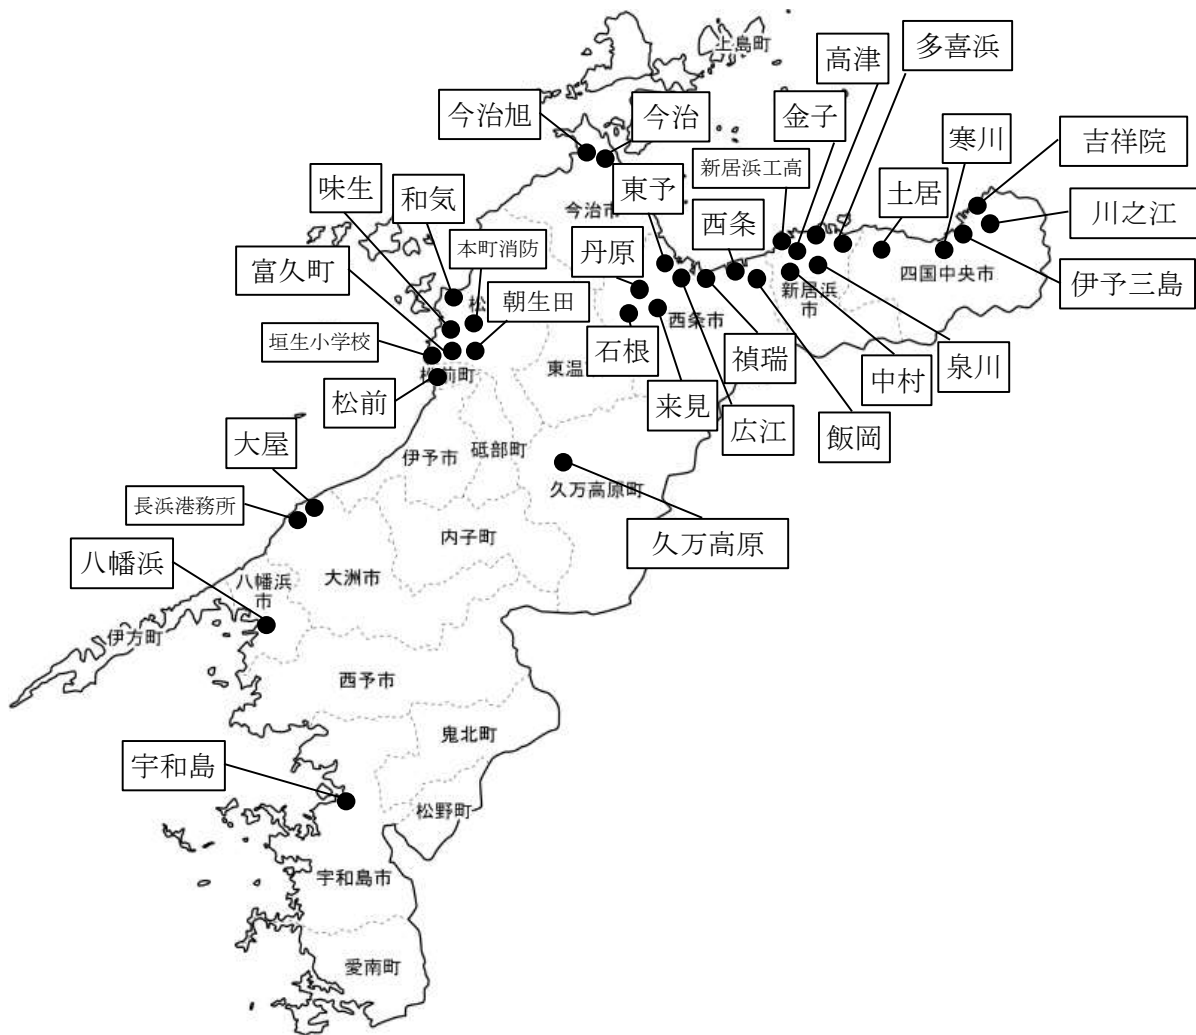 上島町
高津
多喜浜
今治旭
今治
金子
寒川
吉祥院
新居浜工高
味生
和気
東予
西条
土居
川之江
今治市
本町消防
丹原
富久町
四国中央市
伊予三島
新居浜
市
朝生田
松
垣生小学校
西条市
石根
禎瑞
中村
泉川
松前町
東温
松前
来見
広江
飯岡
大屋
伊予市
砥部町
久万高原町
長浜港務所
内子町
久万高原
八幡浜
八幡浜
市
大洲市
伊方町
西予市
鬼北町
宇和島
松野町
宇和島市
愛南町